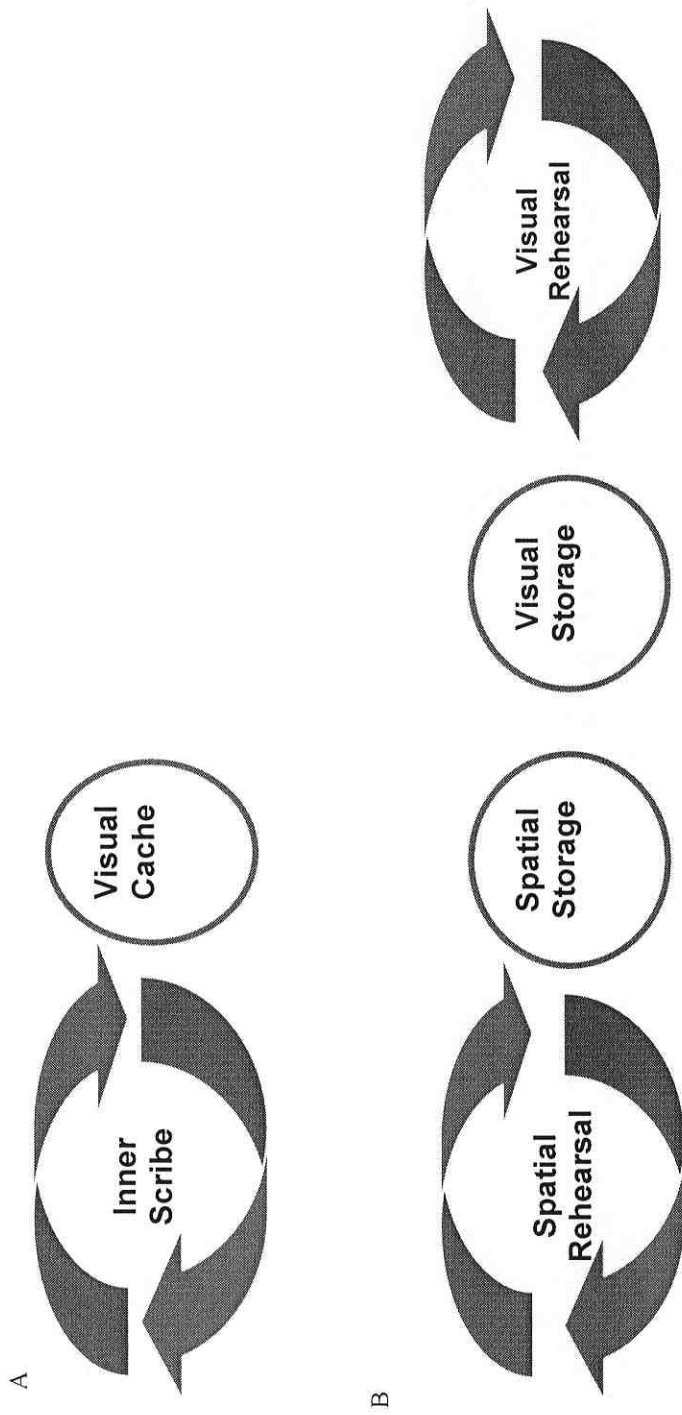 A
Inner
Scribe
Visual
Cache
B
Spatial
Rehearsal
Spatial
Storage
Visual
Storage
Visual
Rehearsal